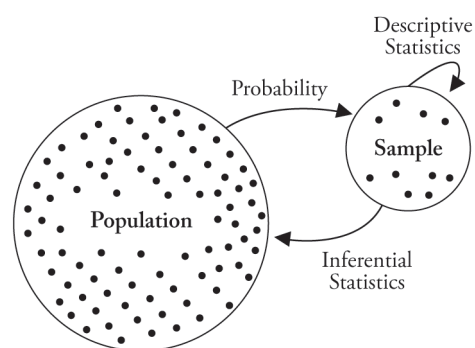 Descriptive
Statistics
Probability
Sample
Population
Inferential
Statistics